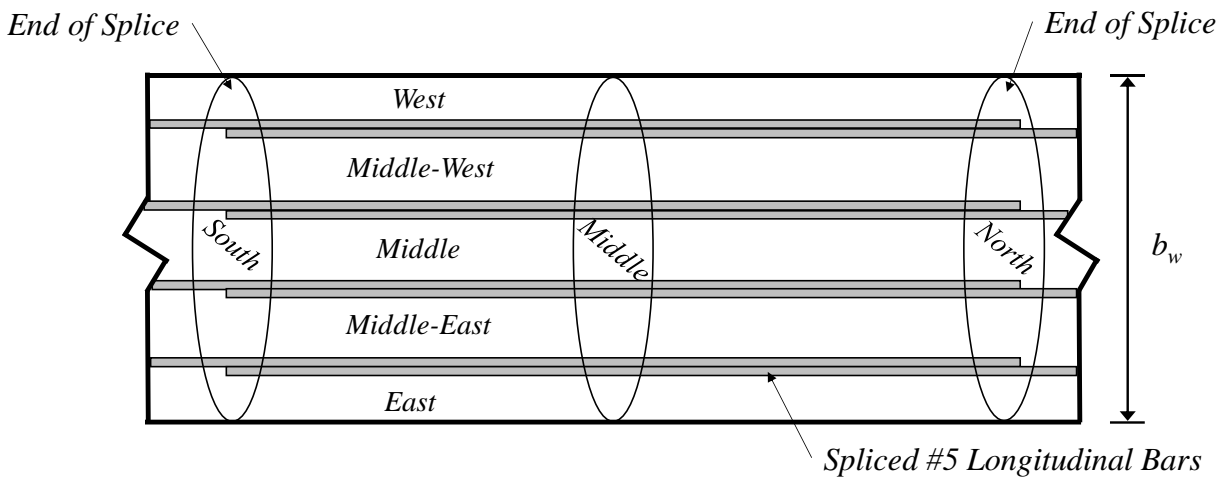 End of Splice
End of Splice
West
Middle-West
South
Middle
Middle
North
b_w
Middle-East
East
Spliced #5 Longitudinal Bars